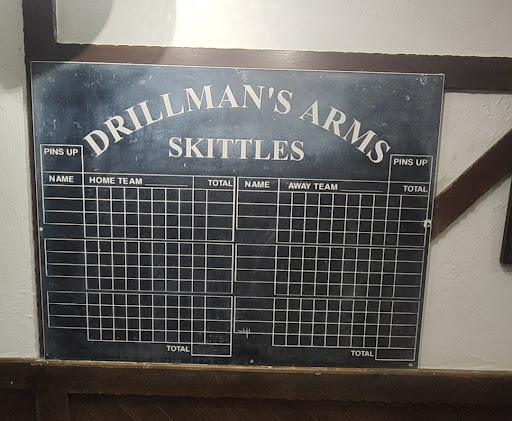 DRILLMAN'S ARMS
SKITTLES
PINS UP
PINS UP
NAME HOME TEAM TOTAL NAME AWAY TEAM TOTAL
TOTAL TOTAL